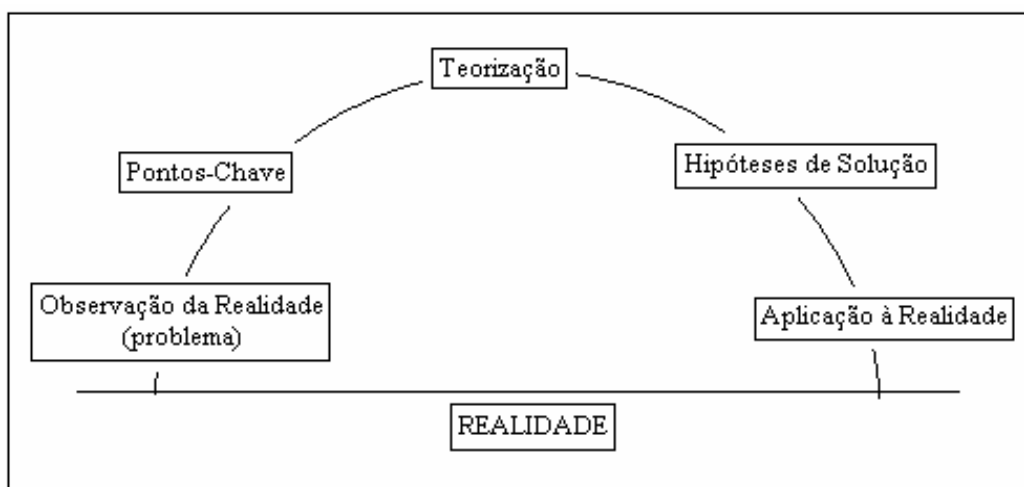 Teorização
Pontos-Chave
Hipóteses de Solução
Observação da Realidade
(problema)
Aplicação à Realidade
REALIDADE